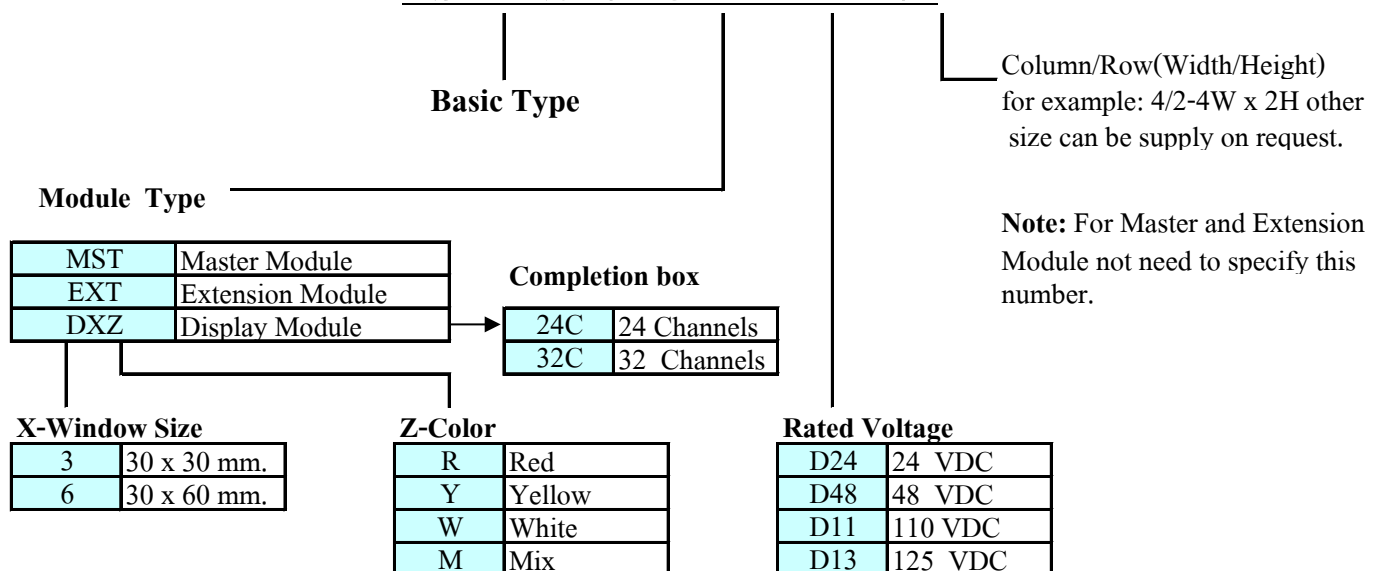 Basic Type
Column/Row(Width/Height)
for example: 4/2-4W x 2H other
size can be supply on request.
Module Type
Note: For Master and Extension
Module not need to specify this
number.
MST Master Module
EXT Extension Module
DXZ Display Module
Completion box
24C 24 Channels
32C 32 Channels
X-Window Size
3 30 x 30 mm.
6 30 x 60 mm.
Z-Color
R Red
Y Yellow
W White
M Mix
Rated Voltage
D24 24 VDC
D48 48 VDC
D11 110 VDC
D13 125 VDC